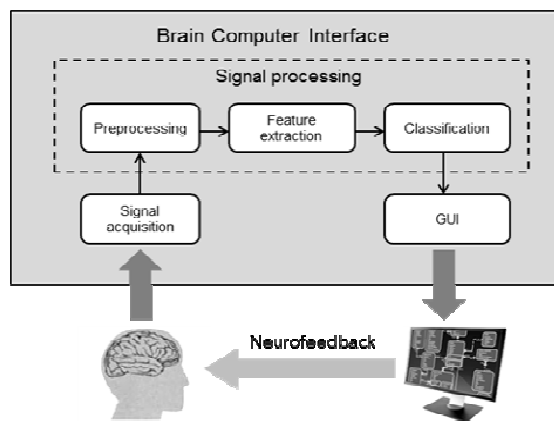 Brain Computer Interface
Signal processing
Preprocessing
Feature
extraction
Classification
Signal
acquisition
GUI
Neurofeedback